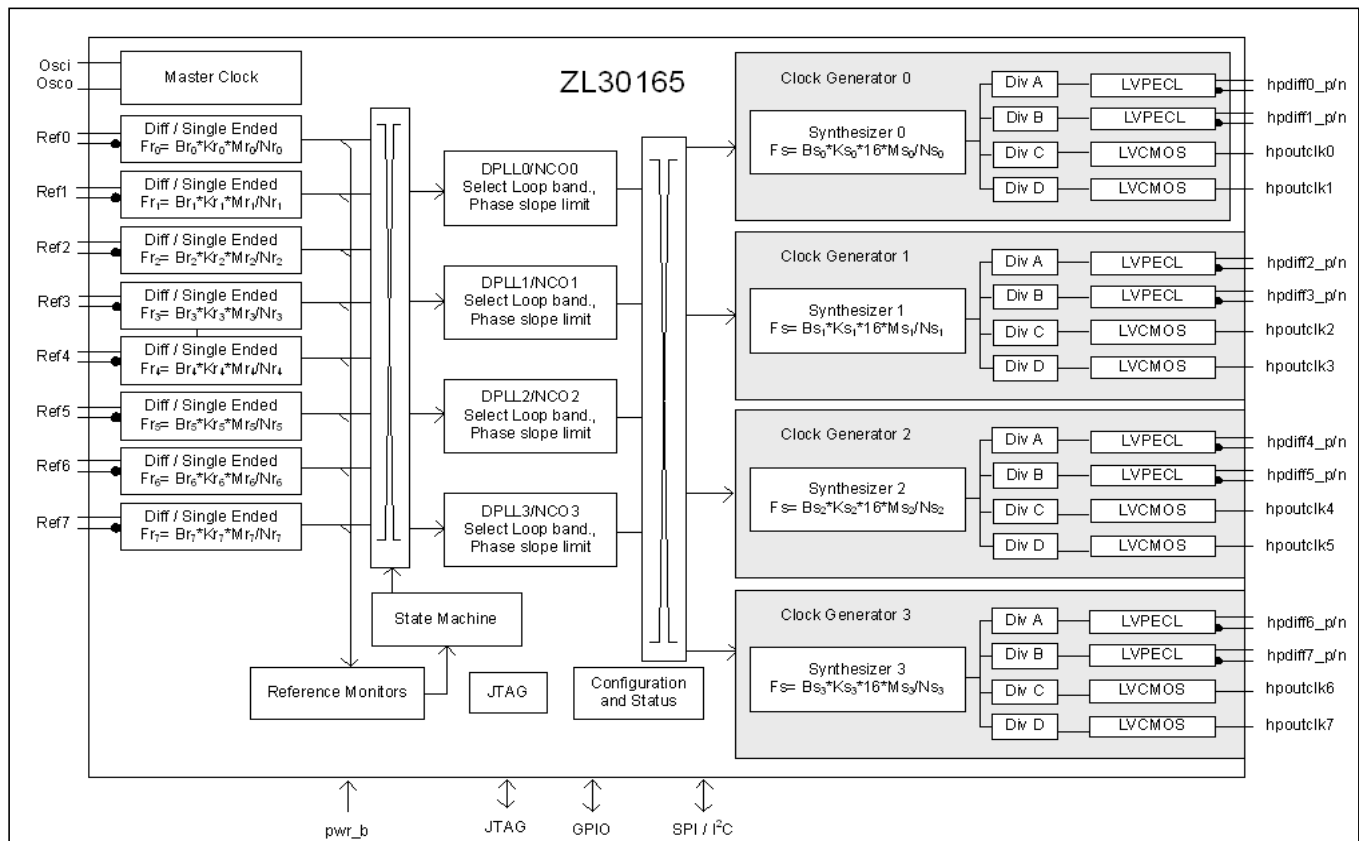 ZL30165
Osci
Osco
Master Clock
Ref0
Diff / Single Ended
Fr₀= Br₀*Kr₀*Mr₀/Nr₀
Ref1
Diff / Single Ended
Fr₁= Br₁*Kr₁*Mr₁/Nr₁
Ref2
Diff / Single Ended
Fr₂= Br₂*Kr₂*Mr₂/Nr₂
Ref3
Diff / Single Ended
Fr₃= Br₃*Kr₃*Mr₃/Nr₃
Ref4
Diff / Single Ended
Fr₄= Br₄*Kr₄*Mr₄/Nr₄
Ref5
Diff / Single Ended
Fr₅= Br₅*Kr₅*Mr₅/Nr₅
Ref6
Diff / Single Ended
Fr₆= Br₆*Kr₆*Mr₆/Nr₆
Ref7
Diff / Single Ended
Fr₇= Br₇*Kr₇*Mr₇/Nr₇
DPLL0/NCO0
Select Loop band.,
Phase slope limit
DPLL1/NCO1
Select Loop band.,
Phase slope limit
DPLL2/NCO2
Select Loop band.,
Phase slope limit
DPLL3/NCO3
Select Loop band.,
Phase slope limit
State Machine
Reference Monitors
JTAG
Configuration
and Status
Clock Generator 0
Synthesizer 0
Fs= Bs₀*Ks₀*16*Ms₀/Ns₀
Div A
LVPECL
hpdiff0_p/n
Div B
LVPECL
hpdiff1_p/n
Div C
LVCMOS
hpoutclk0
Div D
LVCMOS
hpoutclk1
Clock Generator 1
Synthesizer 1
Fs= Bs₁*Ks₁*16*Ms₁/Ns₁
Div A
LVPECL
hpdiff2_p/n
Div B
LVPECL
hpdiff3_p/n
Div C
LVCMOS
hpoutclk2
Div D
LVCMOS
hpoutclk3
Clock Generator 2
Synthesizer 2
Fs= Bs₂*Ks₂*16*Ms₂/Ns₂
Div A
LVPECL
hpdiff4_p/n
Div B
LVPECL
hpdiff5_p/n
Div C
LVCMOS
hpoutclk4
Div D
LVCMOS
hpoutclk5
Clock Generator 3
Synthesizer 3
Fs= Bs₃*Ks₃*16*Ms₃/Ns₃
Div A
LVPECL
hpdiff6_p/n
Div B
LVPECL
hpdiff7_p/n
Div C
LVCMOS
hpoutclk6
Div D
LVCMOS
hpoutclk7
pwr_b
JTAG
GPIO
SPI / I²C